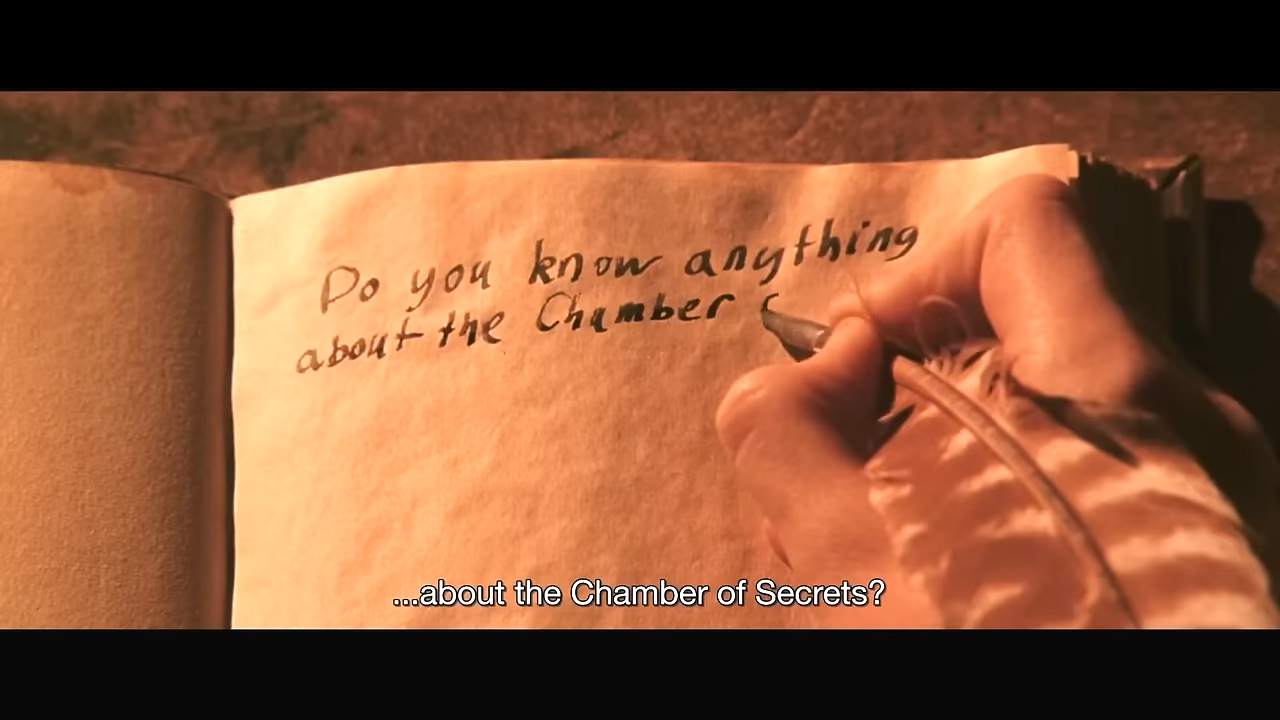 Do you know anything
about the Chamber
...about the Chamber of Secrets?